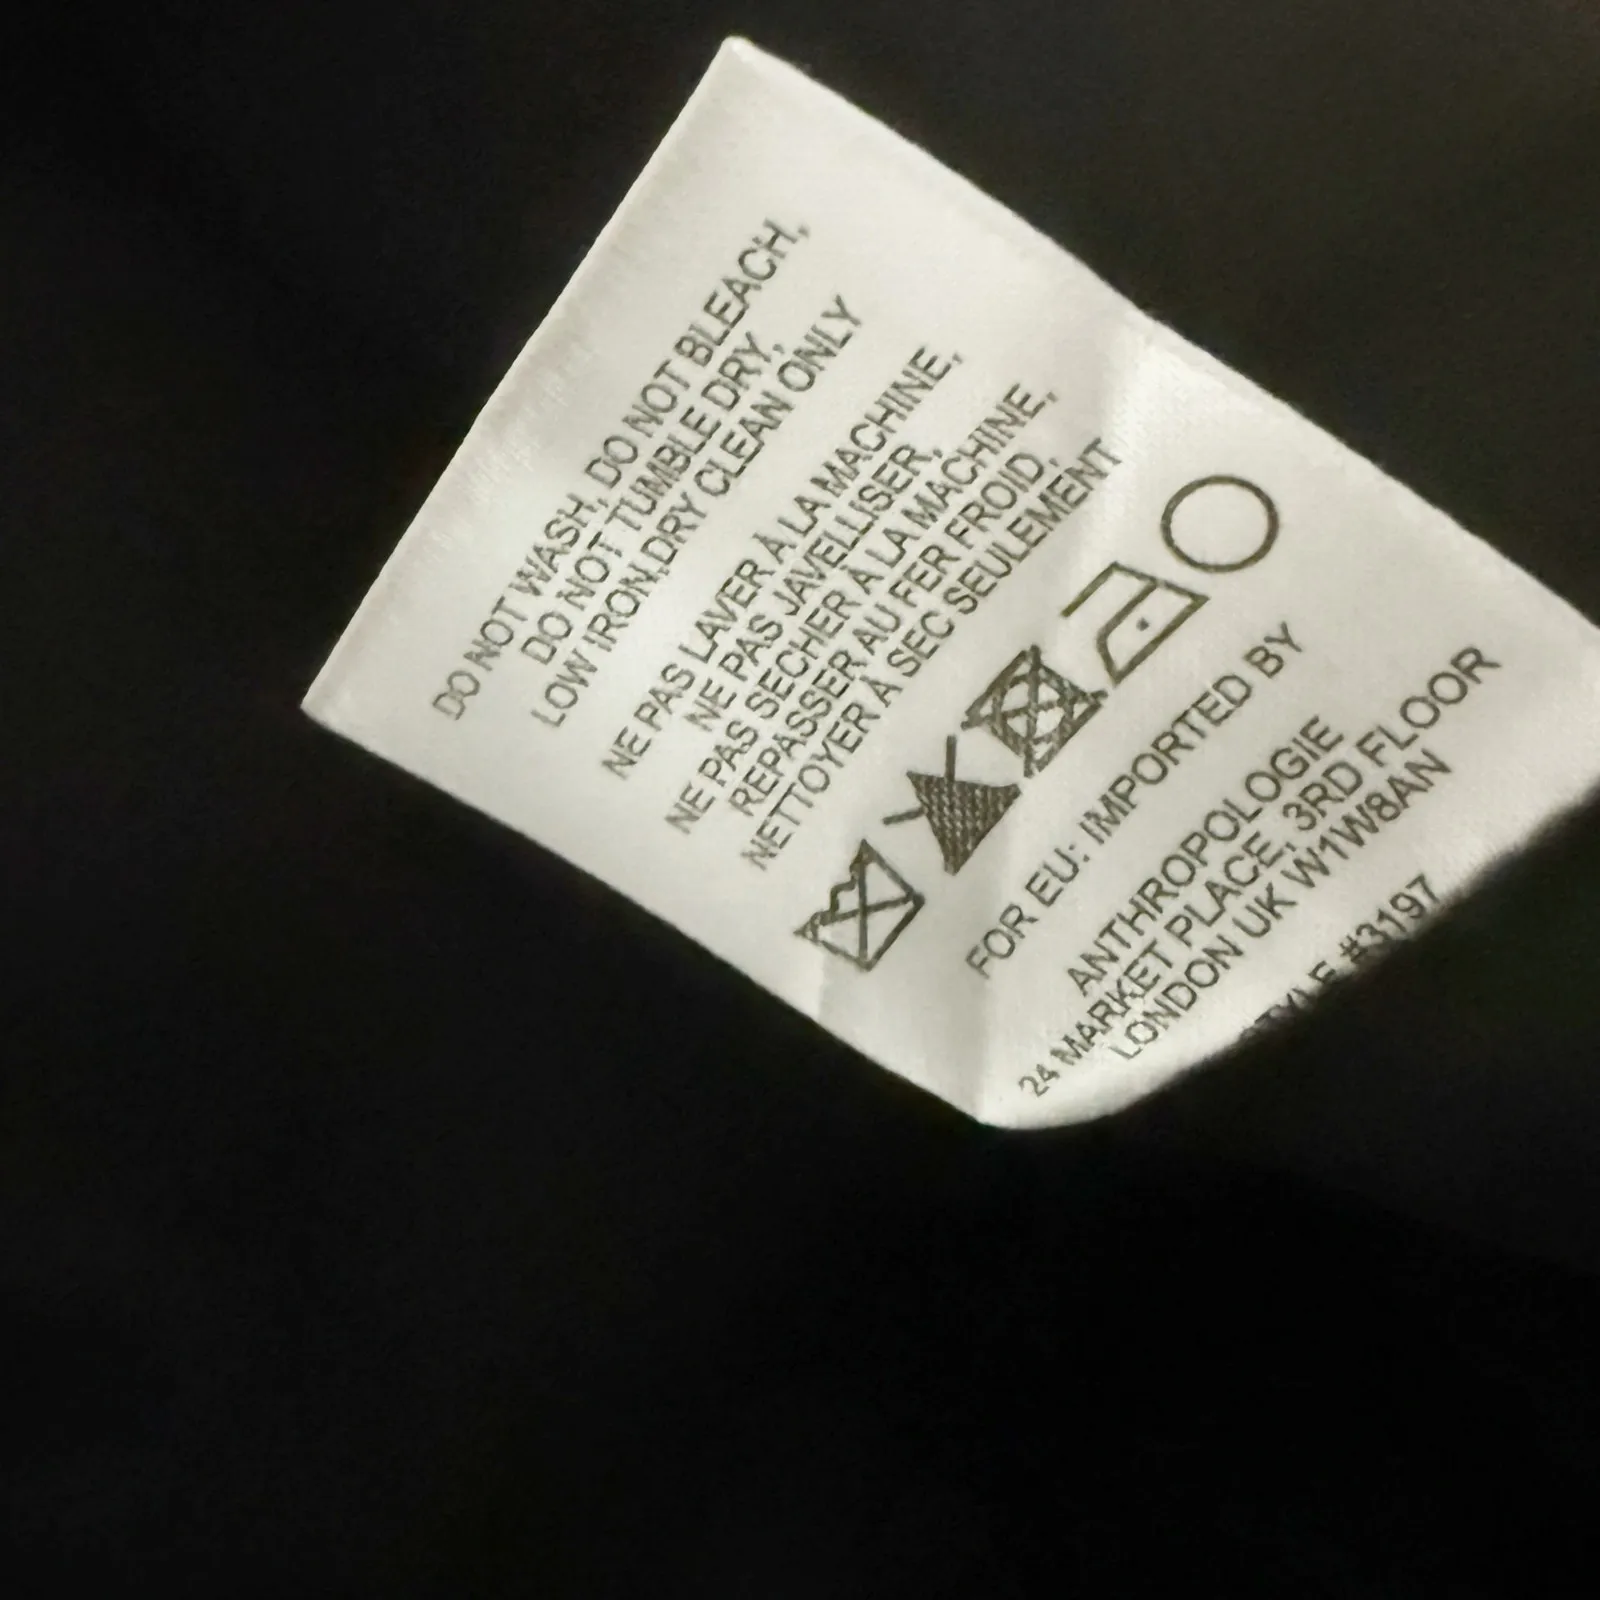 DO NOT WASH, DO NOT BLEACH,
DO NOT TUMBLE DRY,
LOW IRON,DRY CLEAN ONLY
NE PAS LAVER À LA MACHINE,
NE PAS JAVELLISER,
NE PAS SECHER À LA MACHINE,
REPASSER AU FER FROID,
NETTOYER À SEC SEULEMENT
FOR EU: IMPORTED BY
ANTHROPOLOGIE
24 MARKET PLACE, 3RD FLOOR
LONDON UK W1W8AN
STYLE #3197